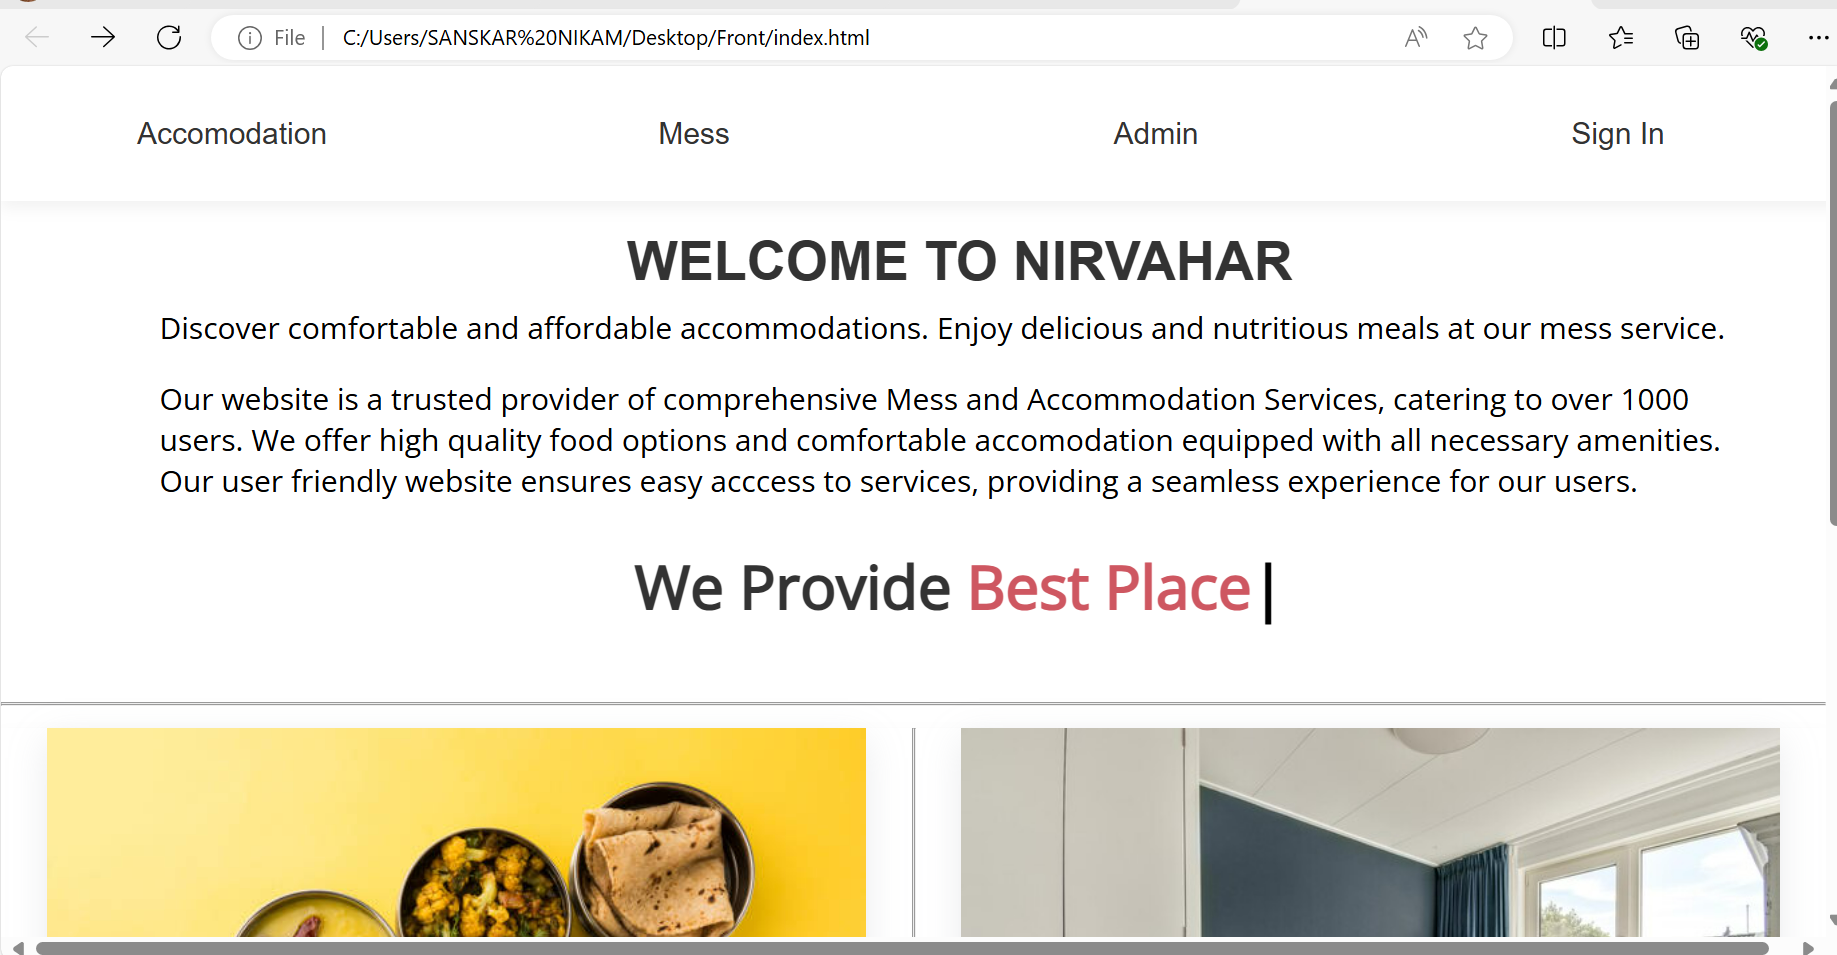 File
C:/Users/SANSKAR%20NIKAM/Desktop/Front/index.html
Accomodation Mess Admin Sign In
WELCOME TO NIRVAHAR
Discover comfortable and affordable accommodations. Enjoy delicious and nutritious meals at our mess service.
Our website is a trusted provider of comprehensive Mess and Accommodation Services, catering to over 1000
users. We offer high quality food options and comfortable accomodation equipped with all necessary amenities.
Our user friendly website ensures easy acccess to services, providing a seamless experience for our users.
We Provide Best Place|